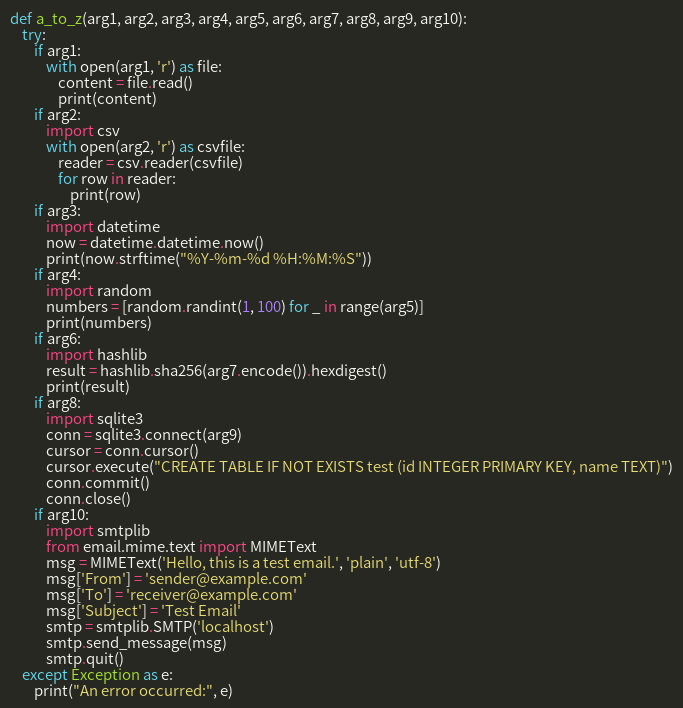 def a_to_z(arg1, arg2, arg3, arg4, arg5, arg6, arg7, arg8, arg9, arg10):
try:
if arg1:
with open(arg1, 'r') as file:
content = file.read()
print(content)
if arg2:
import csv
with open(arg2, 'r') as csvfile:
reader = csv.reader(csvfile)
for row in reader:
print(row)
if arg3:
import datetime
now = datetime.datetime.now()
print(now.strftime("%Y-%m-%d %H:%M:%S"))
if arg4:
import random
numbers = [random.randint(1, 100) for _ in range(arg5)]
print(numbers)
if arg6:
import hashlib
result = hashlib.sha256(arg7.encode()).hexdigest()
print(result)
if arg8:
import sqlite3
conn = sqlite3.connect(arg9)
cursor = conn.cursor()
cursor.execute("CREATE TABLE IF NOT EXISTS test (id INTEGER PRIMARY KEY, name TEXT)")
conn.commit()
conn.close()
if arg10:
import smtplib
from email.mime.text import MIMEText
msg = MIMEText('Hello, this is a test email.', 'plain', 'utf-8')
msg['From'] = 'sender@example.com'
msg['To'] = 'receiver@example.com'
msg['Subject'] = 'Test Email'
smtp = smtplib.SMTP('localhost')
smtp.send_message(msg)
smtp.quit()
except Exception as e:
print("An error occurred:", e)